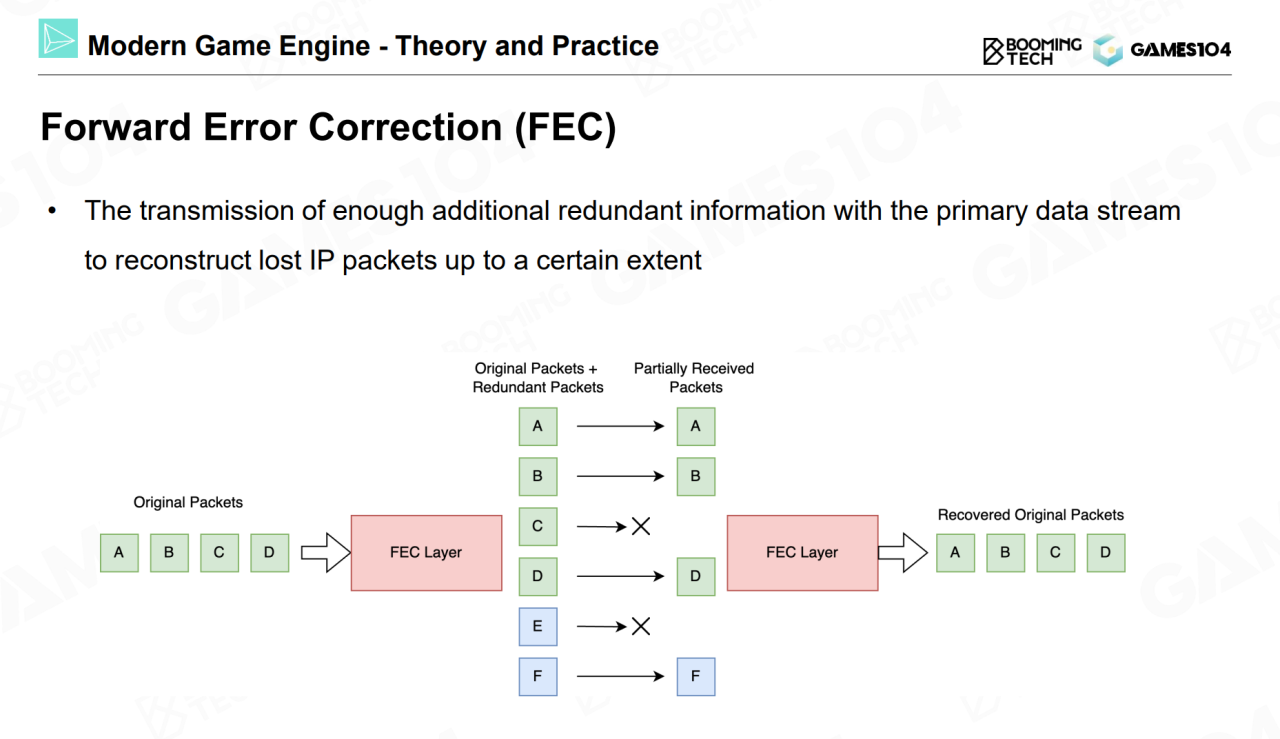 Modern Game Engine - Theory and Practice
BOOMING
TECH
GAMES104
Forward Error Correction (FEC)
• The transmission of enough additional redundant information with the primary data stream
to reconstruct lost IP packets up to a certain extent
Original Packets +
Redundant Packets
Partially Received
Packets
Original Packets
A B C D
FEC Layer
A
B
C
D
E
F
A
B
D
F
FEC Layer
Recovered Original Packets
A B C D